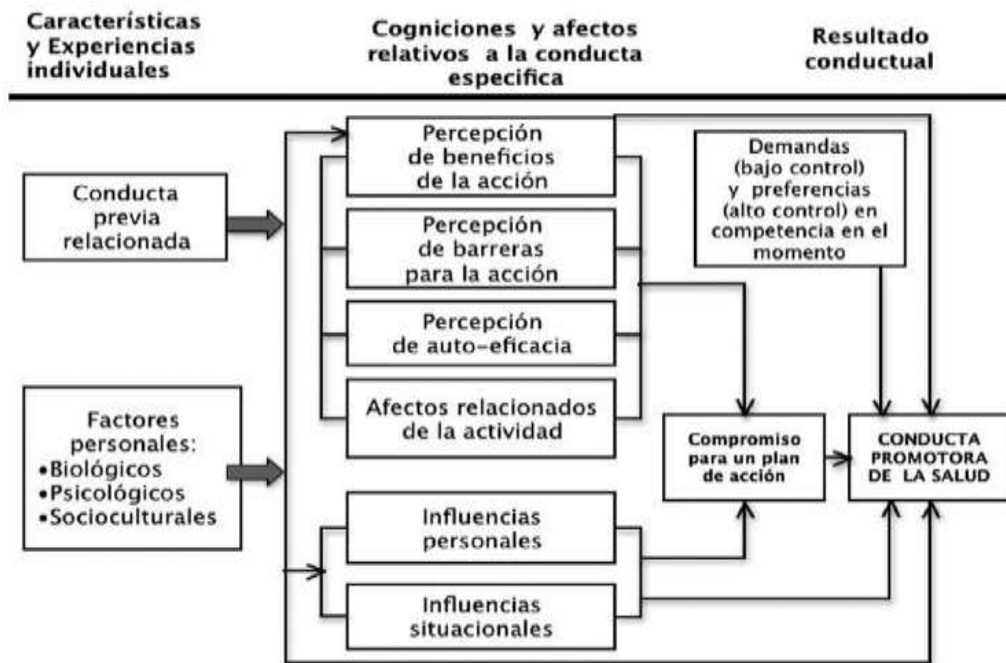 Características
y Experiencias
individuales
Cogniciones y afectos
relativos a la conducta
especifica
Resultado
conductual
Conducta
previa
relacionada
Factores
personales:
•Biológicos
•Psicológicos
•Socioculturales
Percepción
de beneficios
de la acción
Percepción
de barreras
para la acción
Percepción
de auto-eficacia
Afectos relacionados
de la actividad
Influencias
personales
Influencias
situacionales
Demandas
(bajo control)
y preferencias
(alto control) en
competencia en el
momento
Compromiso
para un plan
de acción
CONDUCTA
PROMOTORA
DE LA SALUD